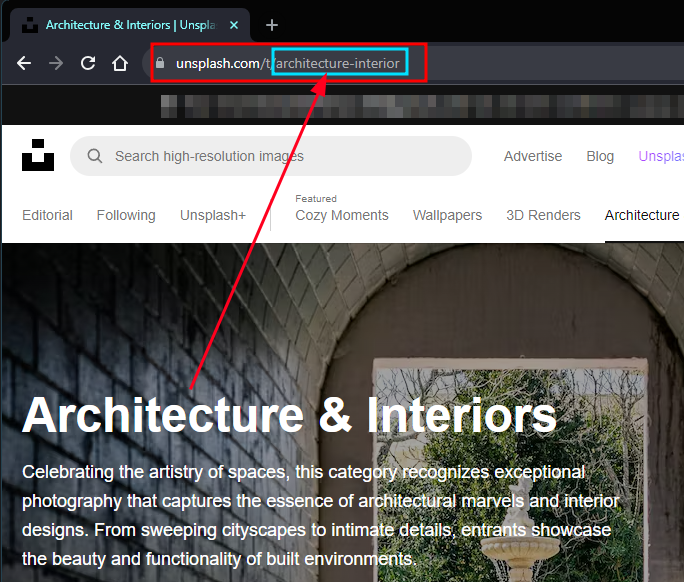 Architecture & Interiors | Unspla
unsplash.com/t/architecture-interior
Search high-resolution images
Advertise Blog Unsplas
Editorial Following Unsplash+
Featured
Cozy Moments Wallpapers 3D Renders Architecture
Architecture & Interiors
Celebrating the artistry of spaces, this category recognizes exceptional
photography that captures the essence of architectural marvels and interior
designs. From sweeping cityscapes to intimate details, entrants showcase
the beauty and functionality of built environments.